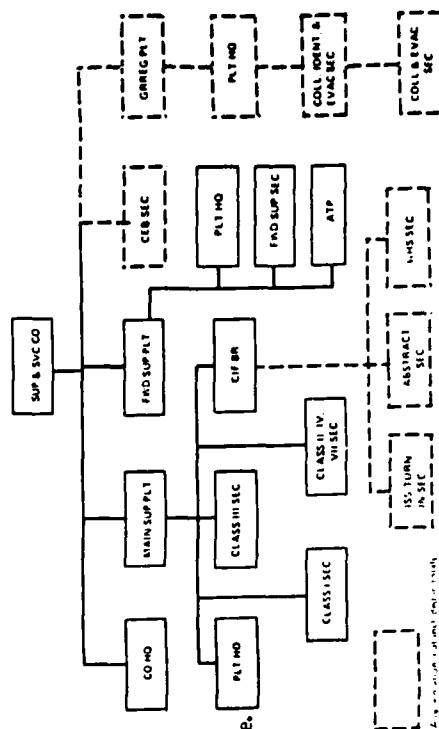 SUP & SVC CO
CO HQ
MAIN SUP PLT
FWD SUP PLT
CEB SEC
GRREG PLT
PLT HQ
CLASS I SEC
CLASS III SEC
CLASS II IV,
VII SEC
CIF BR
PLT HQ
FWD SUP SEC
ATP
PLT HQ
COLL IDENT. &
EVAC SEC
COLL & EVAC
SEC
ISS TURN
IN SEC
ABSTRACT
SEC
WHS SEC
e.